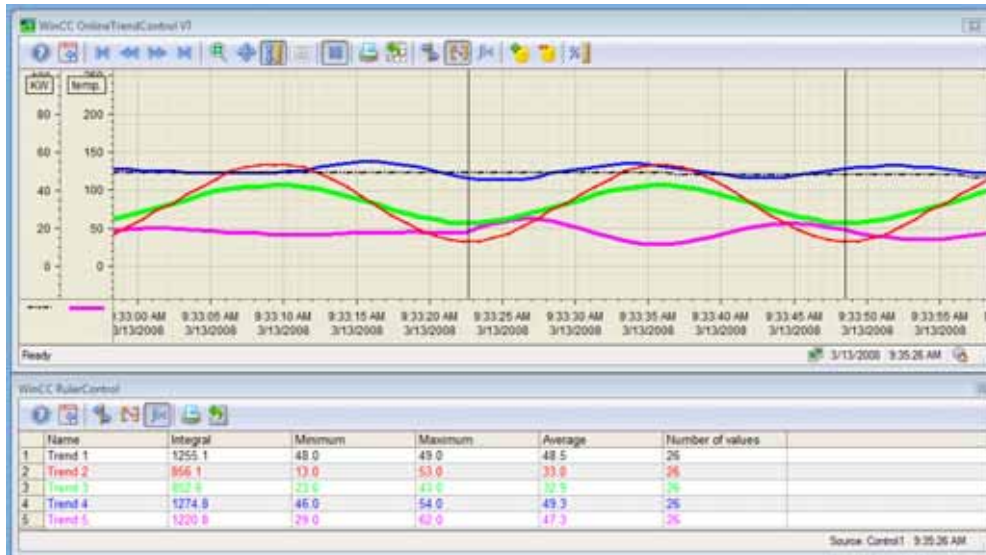 WinCC OnlineTrendControl V7
KW temp.
80 200
60 150
40 100
20 50
0 0
9:33:05 AM 9:33:10 AM 9:33:15 AM 9:33:20 AM 9:33:25 AM 9:33:30 AM 9:33:35 AM 9:33:40 AM 9:33:45 AM 9:33:50 AM 9:33:55 AM
3/13/2008 3/13/2008 3/13/2008 3/13/2008 3/13/2008 3/13/2008 3/13/2008 3/13/2008 3/13/2008 3/13/2008 3/13/2008 3/13/2008
Ready 3/13/2008 9:35:26 AM
WinCC RulerControl
Name Integral Minimum Maximum Average Number of values
1 Trend 1 1255.1 48.0 49.0 48.5 26
2 Trend 2 856.1 13.0 53.0 33.0 26
3 Trend 3 26
4 Trend 4 1274.8 46.0 54.0 49.3 26
5 Trend 5 1220.8 29.0 62.0 47.3 26
Source: Control1 9:35:26 AM